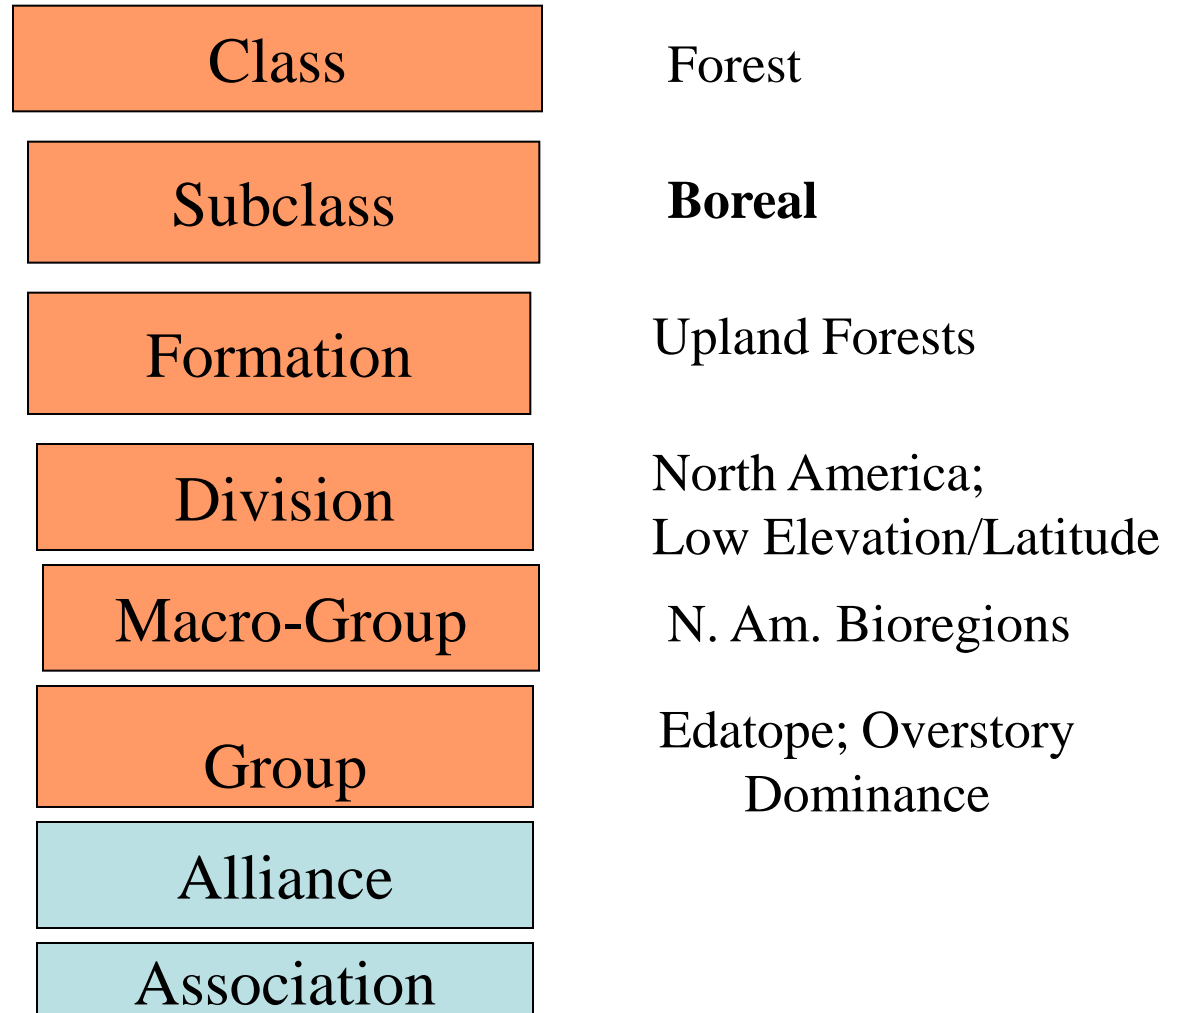 Class
Forest
Subclass
Boreal
Formation
Upland Forests
Division
North America;
Low Elevation/Latitude
Macro-Group
N. Am. Bioregions
Group
Edatope; Overstory
Dominance
Alliance
Association